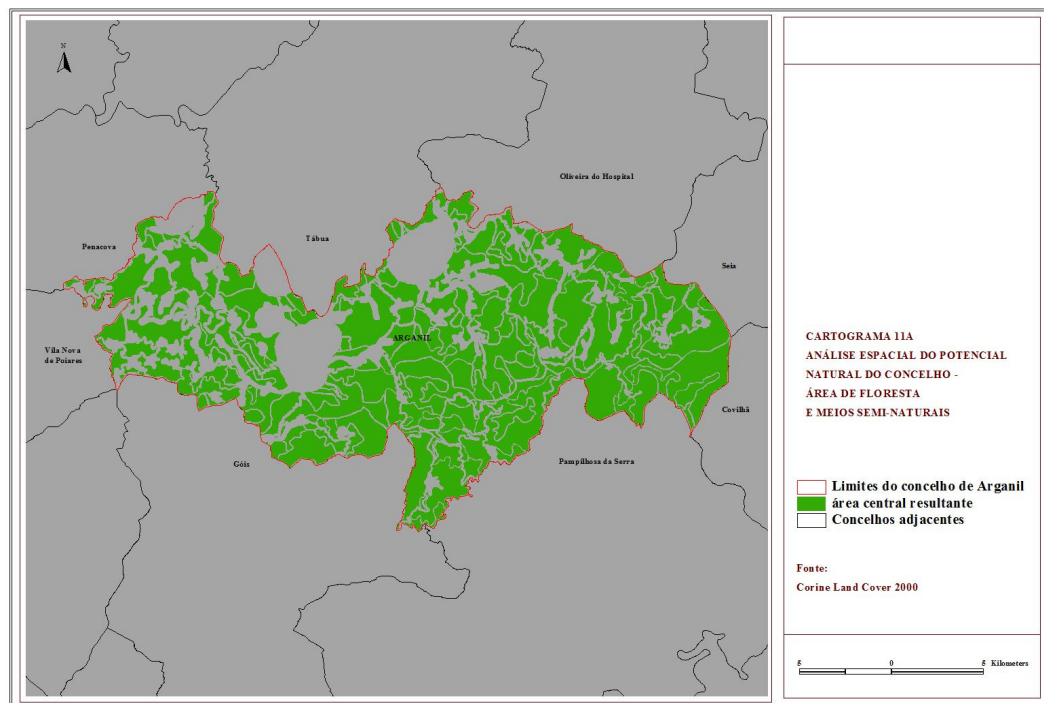 N
Oliveira do Hospital
Tábua
Penacova
Seia
ARGANIL
Vila Nova
de Poiares
Covilhã
Góis
Pampilhosa da Serra
CARTOGRAMA 11A
ANÁLISE ESPACIAL DO POTENCIAL
NATURAL DO CONCELHO -
ÁREA DE FLORESTA
E MEIOS SEMI-NATURAIS
Limites do concelho de Arganil
área central resultante
Concelhos adjacentes
Fonte:
Corine Land Cover 2000
5 0 5 Kilometers